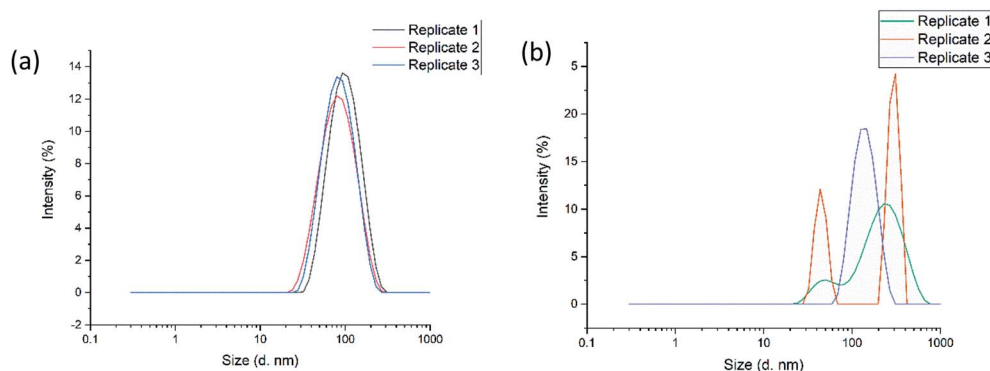 (a)
Replicate 1
Replicate 2
Replicate 3
14
12
10
8
6
4
2
0
-2
Intensity (%)
0.1
1
10
100
1000
Size (d. nm)
(b)
Replicate 1
Replicate 2
Replicate 3
5
20
15
10
5
0
Intensity (%)
0.1
1
10
100
1000
Size (d. nm)